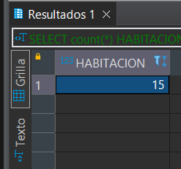 Resultados 1
SELECT count(*) HABITACION
HABITACION
1 15
Grilla
Texto